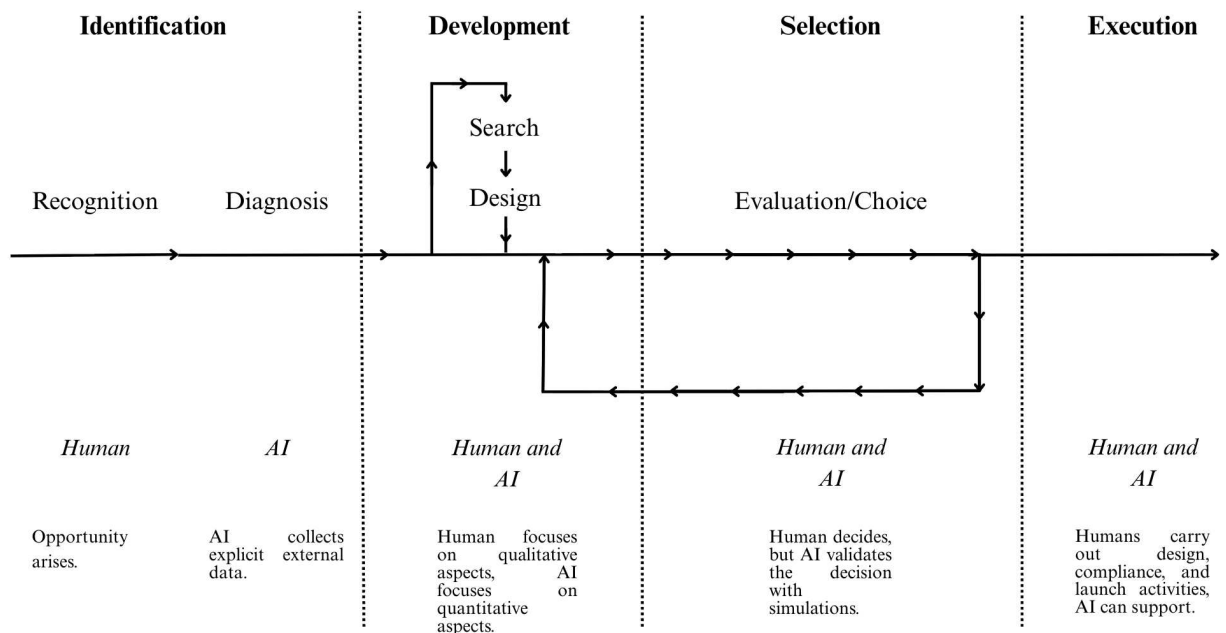 Identification
Development
Selection
Execution
Search
Design
Recognition
Diagnosis
Evaluation/Choice
Human
AI
Human and
AI
Human and
AI
Human and
AI
Opportunity
arises.
AI collects
explicit external
data.
Human focuses
on qualitative
aspects, AI
focuses on
quantitative
aspects.
Human decides,
but AI validates
the decision
with
simulations.
Humans carry
out design,
compliance, and
launch activities,
AI can support.